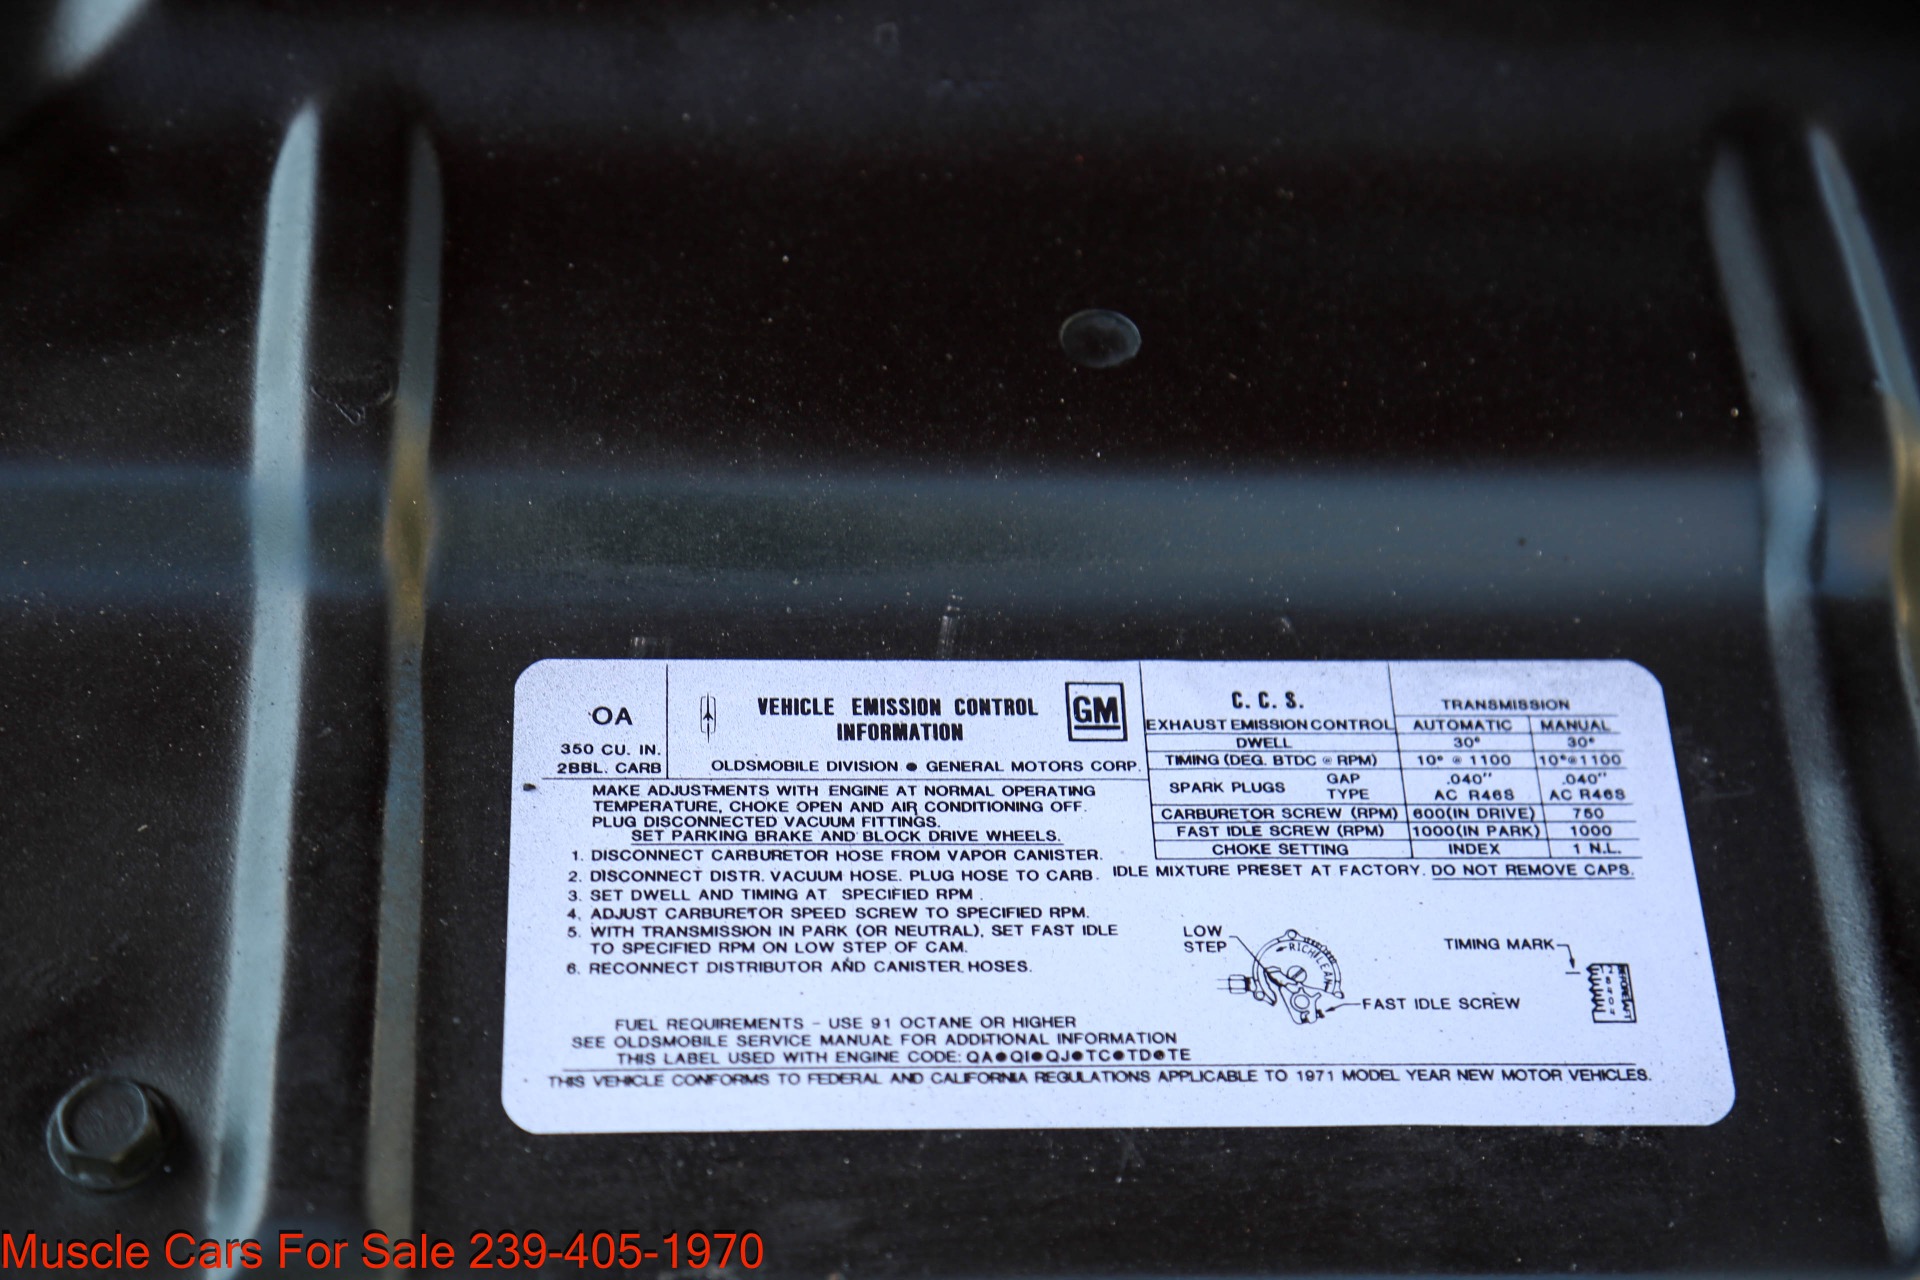 OA
350 CU. IN.
2BBL. CARB
VEHICLE EMISSION CONTROL
INFORMATION
OLDSMOBILE DIVISION ● GENERAL MOTORS CORP.
GM
C. C. S.
EXHAUST EMISSION CONTROL
TRANSMISSION
AUTOMATIC MANUAL
DWELL 30° 30°
TIMING (DEG. BTDC @ RPM) 10° @ 1100 10°@1100
SPARK PLUGS GAP .040" .040"
TYPE AC R46S AC R46S
CARBURETOR SCREW (RPM) 600(IN DRIVE) 750
FAST IDLE SCREW (RPM) 1000(IN PARK) 1000
CHOKE SETTING INDEX 1 N.L.
IDLE MIXTURE PRESET AT FACTORY. DO NOT REMOVE CAPS.
MAKE ADJUSTMENTS WITH ENGINE AT NORMAL OPERATING
TEMPERATURE, CHOKE OPEN AND AIR CONDITIONING OFF.
PLUG DISCONNECTED VACUUM FITTINGS.
SET PARKING BRAKE AND BLOCK DRIVE WHEELS.
1. DISCONNECT CARBURETOR HOSE FROM VAPOR CANISTER.
2. DISCONNECT DISTR. VACUUM HOSE. PLUG HOSE TO CARB.
3. SET DWELL AND TIMING AT SPECIFIED RPM.
4. ADJUST CARBURETOR SPEED SCREW TO SPECIFIED RPM.
5. WITH TRANSMISSION IN PARK (OR NEUTRAL), SET FAST IDLE
TO SPECIFIED RPM ON LOW STEP OF CAM.
6. RECONNECT DISTRIBUTOR AND CANISTER HOSES.
LOW
STEP
RICH LEAN
FAST IDLE SCREW
TIMING MARK
FUEL REQUIREMENTS - USE 91 OCTANE OR HIGHER
SEE OLDSMOBILE SERVICE MANUAL FOR ADDITIONAL INFORMATION
THIS LABEL USED WITH ENGINE CODE: QA●QI●QJ●TC●TD●TE
THIS VEHICLE CONFORMS TO FEDERAL AND CALIFORNIA REGULATIONS APPLICABLE TO 1971 MODEL YEAR NEW MOTOR VEHICLES.
Muscle Cars For Sale 239-405-1970